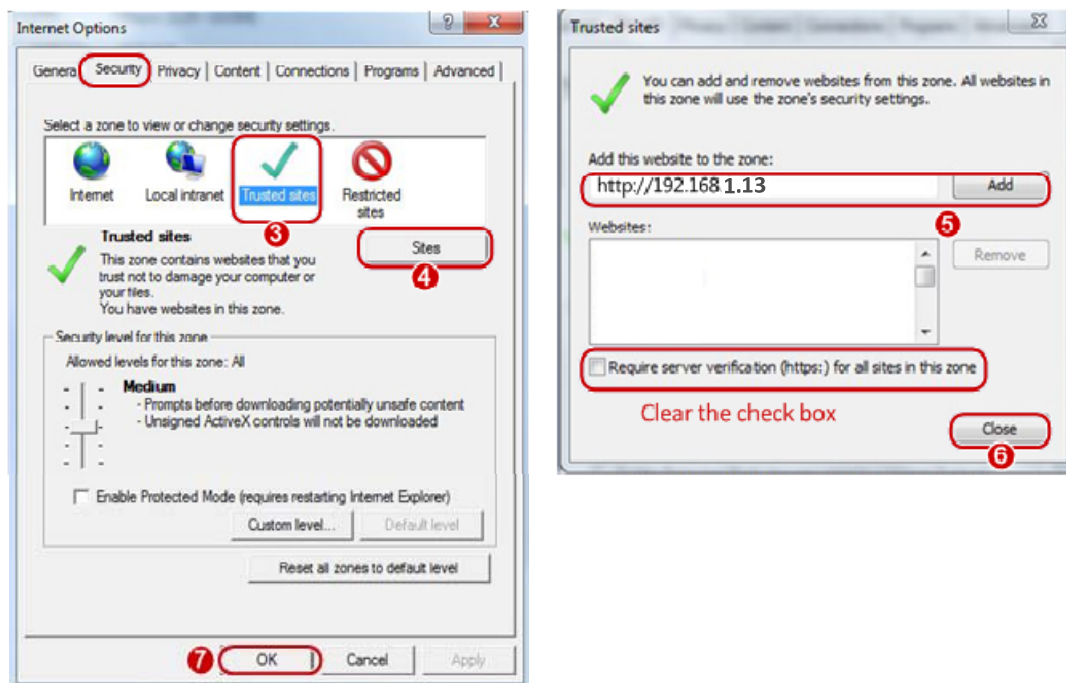 Internet Options
General Security Privacy Content Connections Programs Advanced
Select a zone to view or change security settings.
Internet Local intranet Trusted sites Restricted sites
3
Trusted sites
Sites
4
This zone contains websites that you
trust not to damage your computer or
your files.
You have websites in this zone.
Security level for this zone
Allowed levels for this zone: All
Medium
- Prompts before downloading potentially unsafe content
- Unsigned ActiveX controls will not be downloaded
Enable Protected Mode (requires restarting Internet Explorer)
Custom level... Default level
Reset all zones to default level
7 OK Cancel Apply
Trusted sites
You can add and remove websites from this zone. All websites in
this zone will use the zone's security settings.
Add this website to the zone:
http://192.168.1.13 Add
5
Websites:
Remove
Require server verification (https:) for all sites in this zone
Clear the check box
Close
6